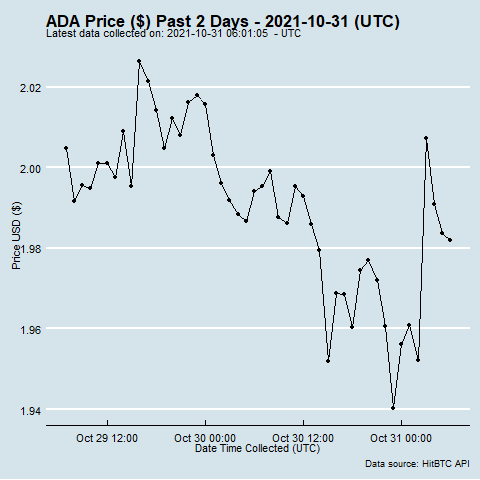 ADA Price ($) Past 2 Days - 2021-10-31 (UTC)
Latest data collected on: 2021-10-31 06:01:05  - UTC
2.02
2.00
1.98
1.96
1.94
Price USD ($)
Oct 29 12:00
Oct 30 00:00
Oct 30 12:00
Oct 31 00:00
Date Time Collected (UTC)
Data source: HitBTC API